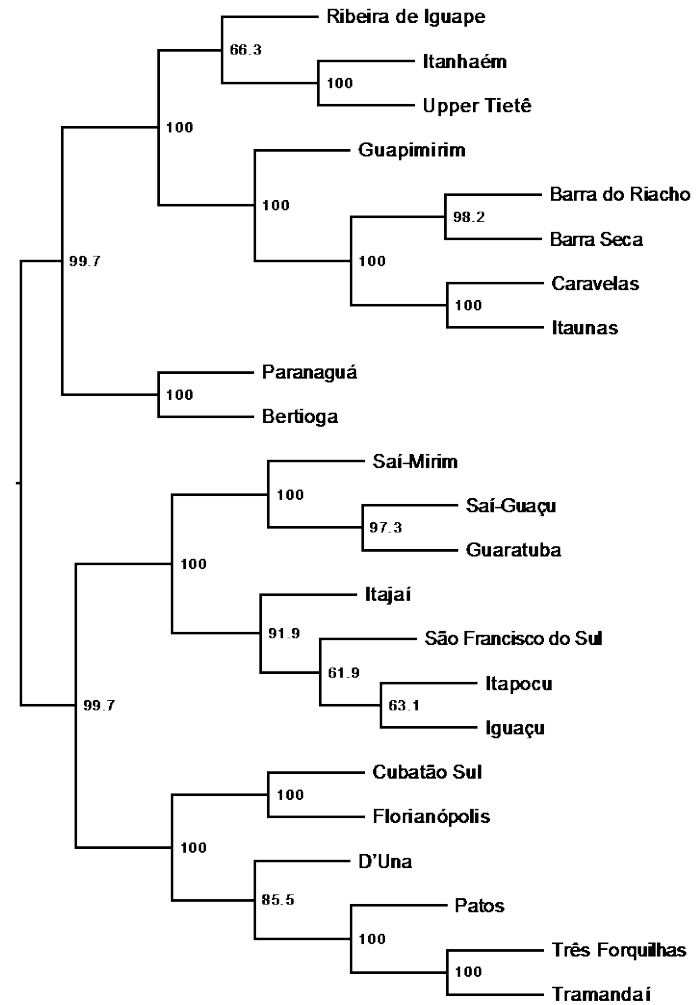 Ribeira de Iguape
66.3
Itanhaém
100
Upper Tietê
100
Guapimirim
Barra do Riacho
100
98.2
Barra Seca
99.7
100
Caravelas
100
Itaunas
Paranaguá
100
Bertioga
Saí-Mirim
100
Saí-Guaçu
97.3
Guaratuba
100
Itajaí
91.9
São Francisco do Sul
61.9
Itapocu
99.7
63.1
Iguaçu
Cubatão Sul
100
Florianópolis
100
D'Una
85.5
Patos
100
Três Forquilhas
100
Tramandaí